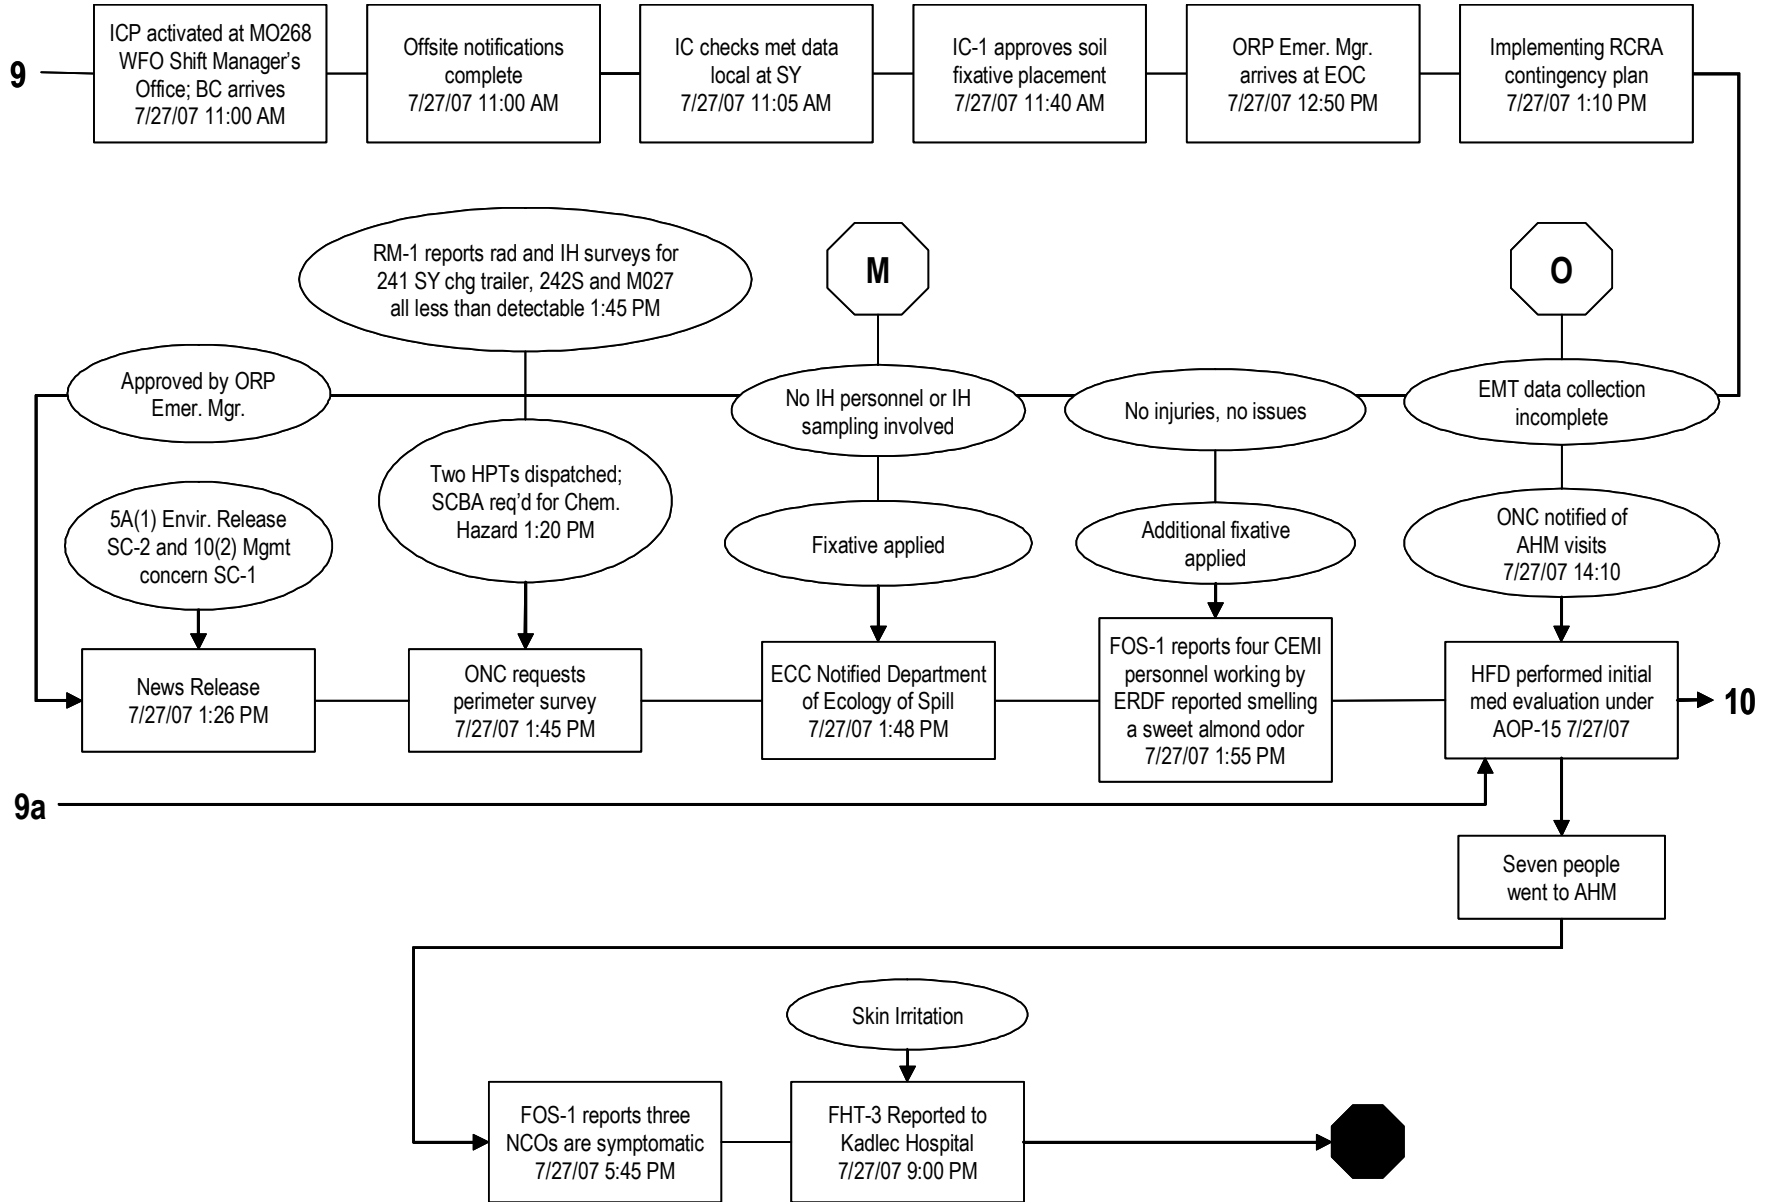 9
ICP activated at MO268
WFO Shift Manager's
Office; BC arrives
7/27/07 11:00 AM
Offsite notifications
complete
7/27/07 11:00 AM
IC checks met data
local at SY
7/27/07 11:05 AM
IC-1 approves soil
fixative placement
7/27/07 11:40 AM
ORP Emer. Mgr.
arrives at EOC
7/27/07 12:50 PM
Implementing RCRA
contingency plan
7/27/07 1:10 PM
RM-1 reports rad and IH surveys for
241 SY chg trailer, 242S and M027
all less than detectable 1:45 PM
M
O
Approved by ORP
Emer. Mgr.
No IH personnel or IH
sampling involved
No injuries, no issues
EMT data collection
incomplete
5A(1) Envir. Release
SC-2 and 10(2) Mgmt
concern SC-1
Two HPTs dispatched;
SCBA req'd for Chem.
Hazard 1:20 PM
Fixative applied
Additional fixative
applied
ONC notified of
AHM visits
7/27/07 14:10
News Release
7/27/07 1:26 PM
ONC requests
perimeter survey
7/27/07 1:45 PM
ECC Notified Department
of Ecology of Spill
7/27/07 1:48 PM
FOS-1 reports four CEMI
personnel working by
ERDF reported smelling
a sweet almond odor
7/27/07 1:55 PM
HFD performed initial
med evaluation under
AOP-15 7/27/07
10
9a
Seven people
went to AHM
Skin Irritation
FOS-1 reports three
NCOs are symptomatic
7/27/07 5:45 PM
FHT-3 Reported to
Kadlec Hospital
7/27/07 9:00 PM